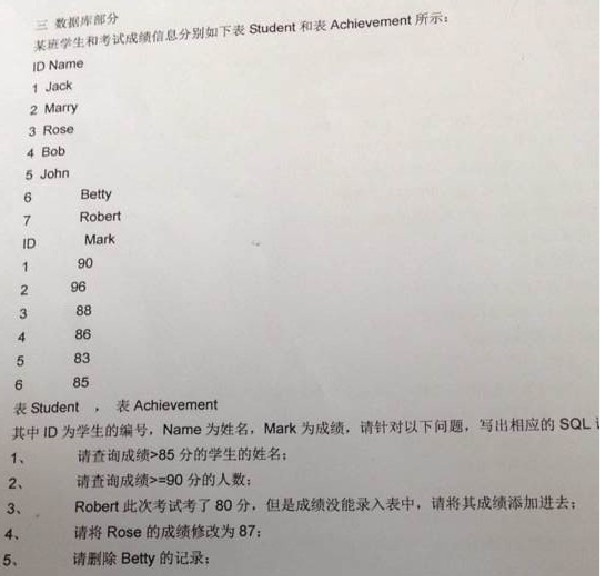 三 数据库部分
某班学生和考试成绩信息分别如下表 Student 和表 Achievement 所示：
ID Name
1 Jack
2 Marry
3 Rose
4 Bob
5 John
6 Betty
7 Robert
ID Mark
1 90
2 96
3 88
4 86
5 83
6 85
表 Student ， 表 Achievement
其中 ID 为学生的编号，Name 为姓名，Mark 为成绩，请针对以下问题，写出相应的 SQL
1、 请查询成绩>85 分的学生的姓名；
2、 请查询成绩>=90 分的人数；
3、 Robert 此次考试考了 80 分，但是成绩没能录入表中，请将其成绩添加进去；
4、 请将 Rose 的成绩修改为 87；
5、 请删除 Betty 的记录；